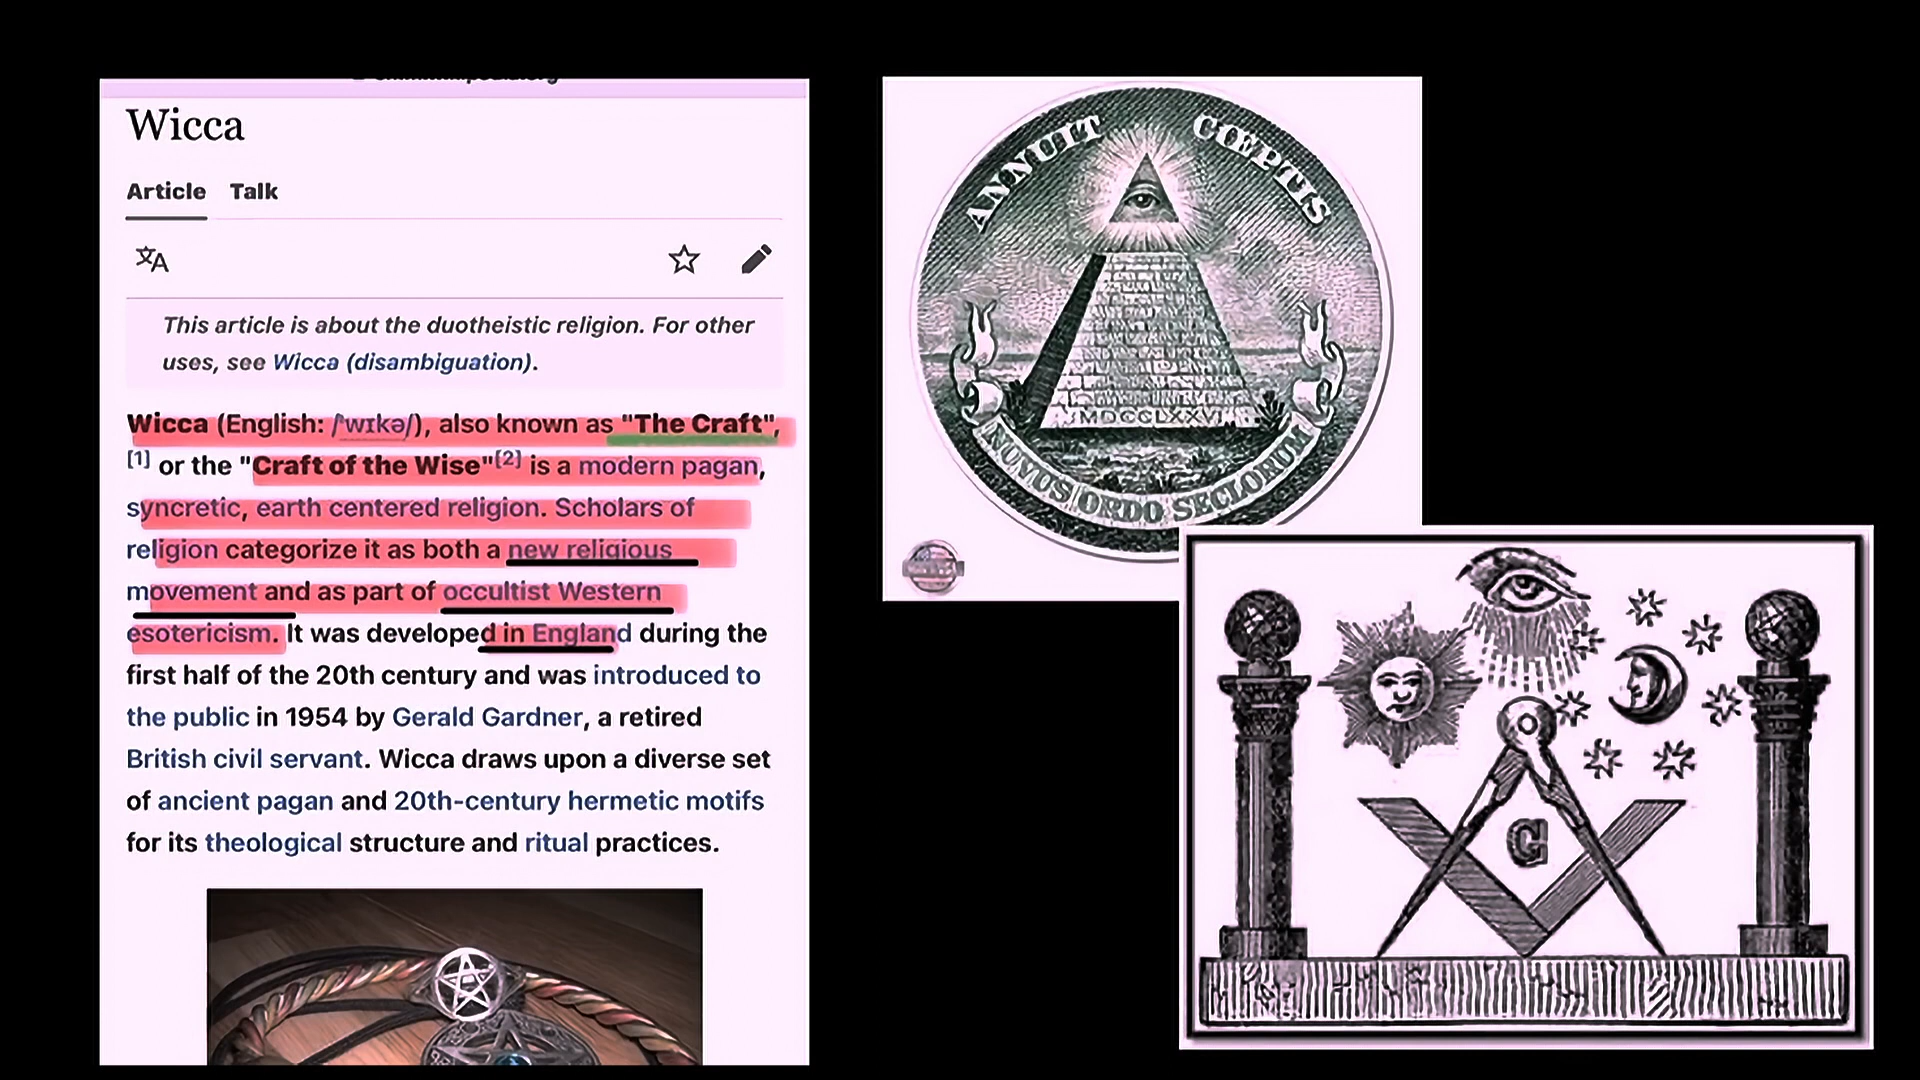 Wicca
Article Talk
This article is about the duotheistic religion. For other
uses, see Wicca (disambiguation).
Wicca (English: /ˈwɪkə/), also known as "The Craft",
[1] or the "Craft of the Wise"[2] is a modern pagan,
syncretic, earth centered religion. Scholars of
religion categorize it as both a new religious
movement and as part of occultist Western
esotericism. It was developed in England during the
first half of the 20th century and was introduced to
the public in 1954 by Gerald Gardner, a retired
British civil servant. Wicca draws upon a diverse set
of ancient pagan and 20th-century hermetic motifs
for its theological structure and ritual practices.
ANNUIT CŒPTIS
MDCCLXXVI
NOVUS ORDO SECLORUM
G